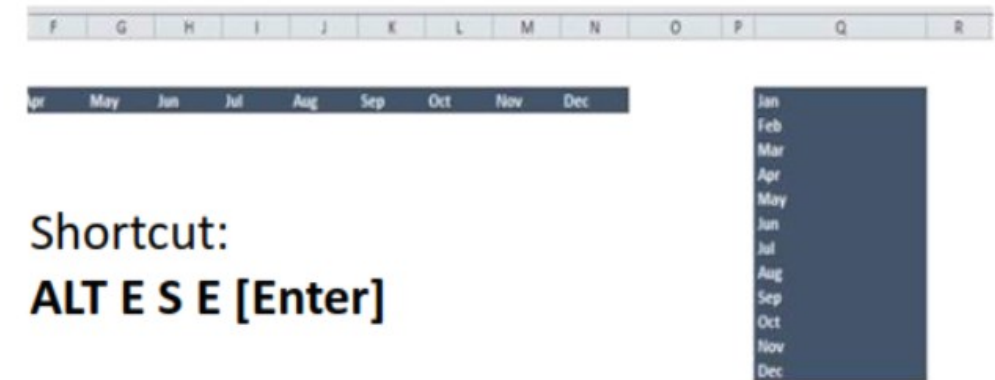 F G H I J K L M N O P Q R
Apr May Jun Jul Aug Sep Oct Nov Dec
Jan
Feb
Mar
Apr
May
Jun
Jul
Aug
Sep
Oct
Nov
Dec
Shortcut:
ALT E S E [Enter]